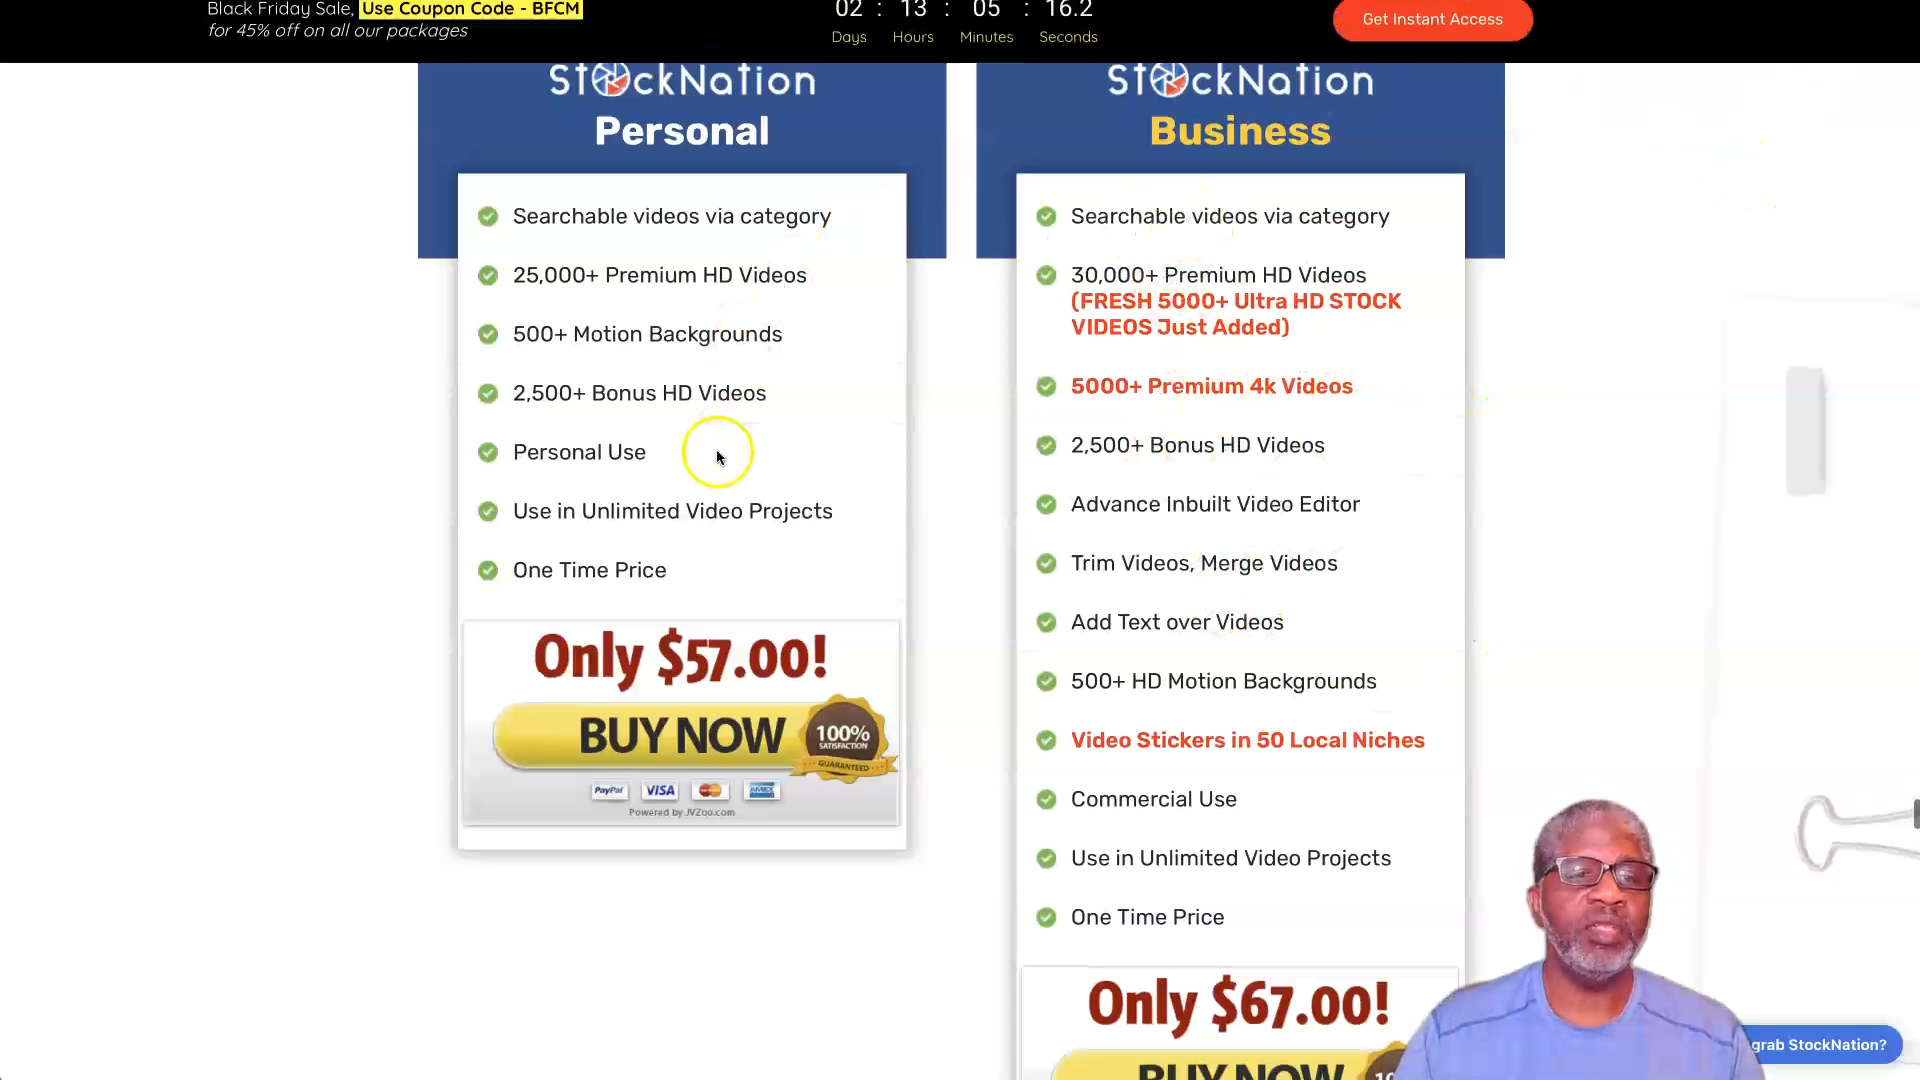 Black Friday Sale, Use Coupon Code - BFCM
for 45% off on all our packages
02 : 13 : 05 : 16.2
Days Hours Minutes Seconds
Get Instant Access
StockNation
Personal
Searchable videos via category
25,000+ Premium HD Videos
500+ Motion Backgrounds
2,500+ Bonus HD Videos
Personal Use
Use in Unlimited Video Projects
One Time Price
Only $57.00!
BUY NOW
100%
SATISFACTION
GUARANTEED
PayPal VISA MasterCard AMEX
Powered by JVZoo.com
StockNation
Business
Searchable videos via category
30,000+ Premium HD Videos
(FRESH 5000+ Ultra HD STOCK
VIDEOS Just Added)
5000+ Premium 4k Videos
2,500+ Bonus HD Videos
Advance Inbuilt Video Editor
Trim Videos, Merge Videos
Add Text over Videos
500+ HD Motion Backgrounds
Video Stickers in 50 Local Niches
Commercial Use
Use in Unlimited Video Projects
One Time Price
Only $67.00!
BUY NOW
grab StockNation?